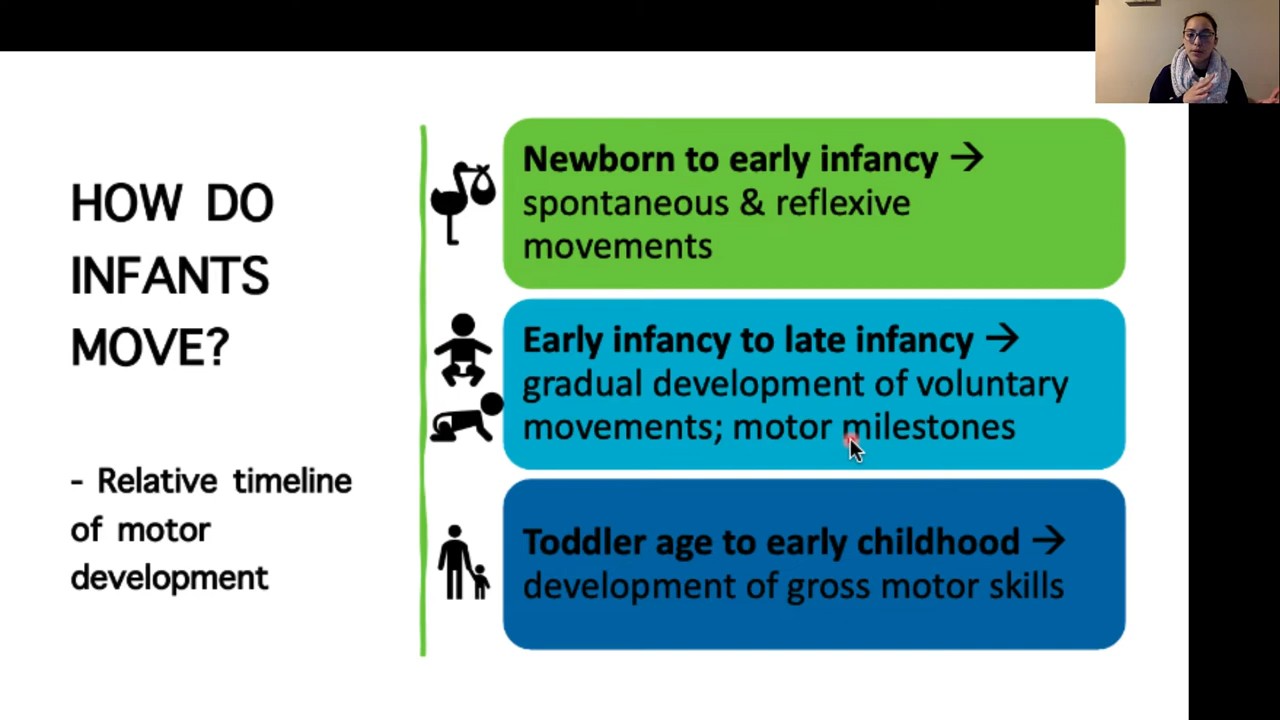 HOW DO
INFANTS
MOVE?
- Relative timeline
of motor
development
Newborn to early infancy →
spontaneous & reflexive
movements
Early infancy to late infancy →
gradual development of voluntary
movements; motor milestones
Toddler age to early childhood →
development of gross motor skills